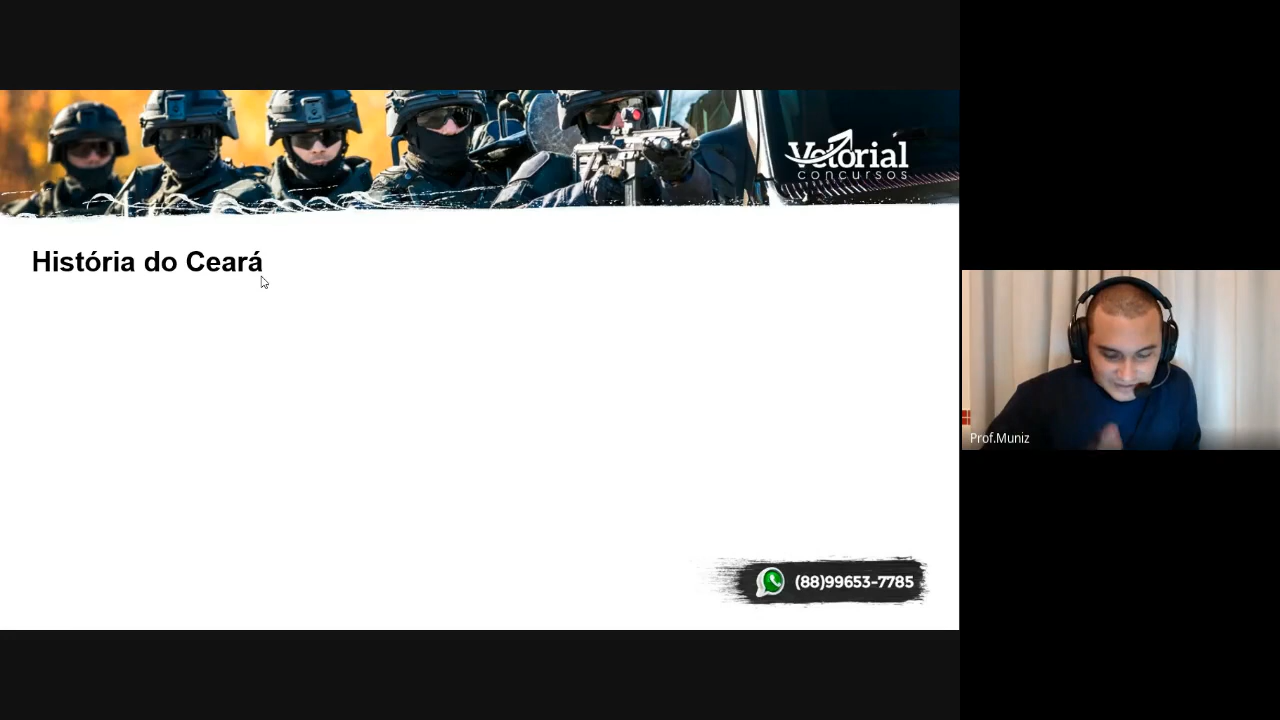 Vetorial
concursos
História do Ceará
Prof.Muniz
(88)99653-7785